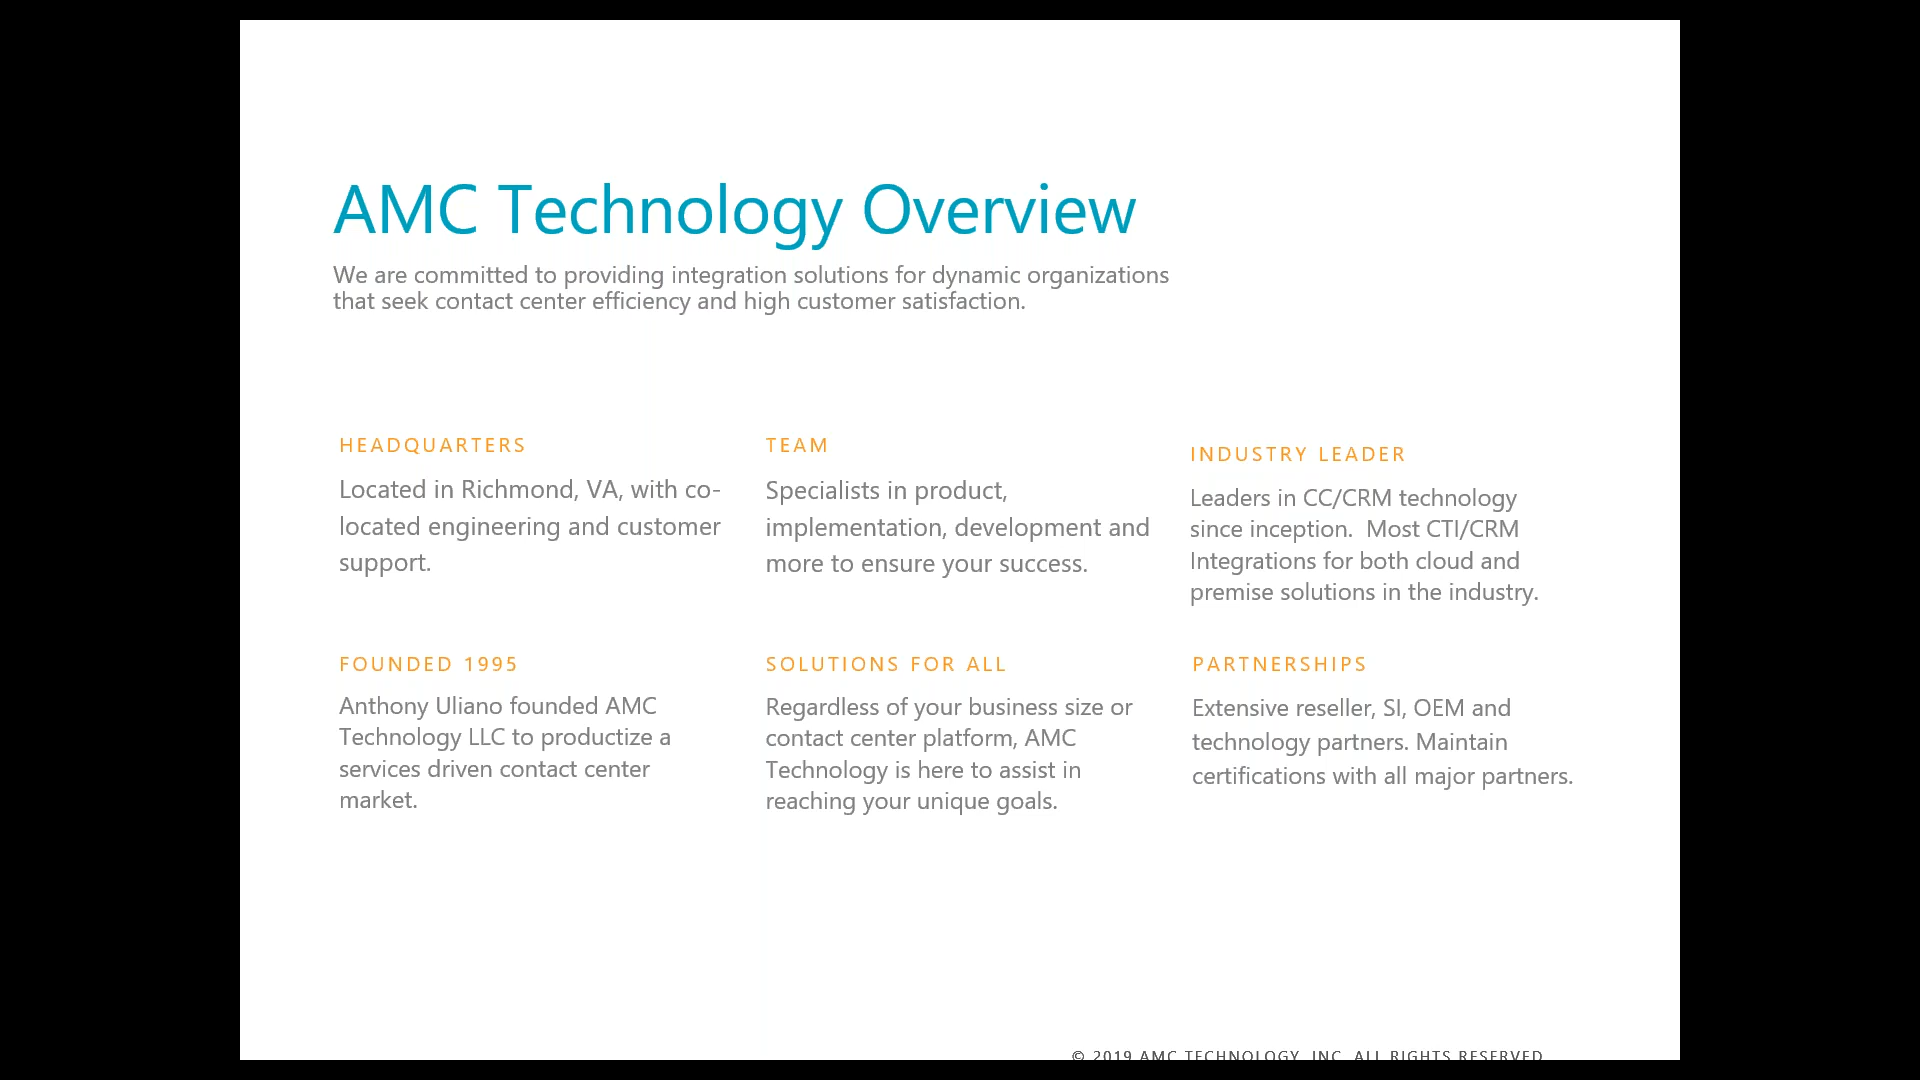 AMC Technology Overview
We are committed to providing integration solutions for dynamic organizations
that seek contact center efficiency and high customer satisfaction.
HEADQUARTERS
Located in Richmond, VA, with co-
located engineering and customer
support.
TEAM
Specialists in product,
implementation, development and
more to ensure your success.
INDUSTRY LEADER
Leaders in CC/CRM technology
since inception.  Most CTI/CRM
Integrations for both cloud and
premise solutions in the industry.
FOUNDED 1995
Anthony Uliano founded AMC
Technology LLC to productize a
services driven contact center
market.
SOLUTIONS FOR ALL
Regardless of your business size or
contact center platform, AMC
Technology is here to assist in
reaching your unique goals.
PARTNERSHIPS
Extensive reseller, SI, OEM and
technology partners. Maintain
certifications with all major partners.
© 2019 AMC TECHNOLOGY, INC. ALL RIGHTS RESERVED